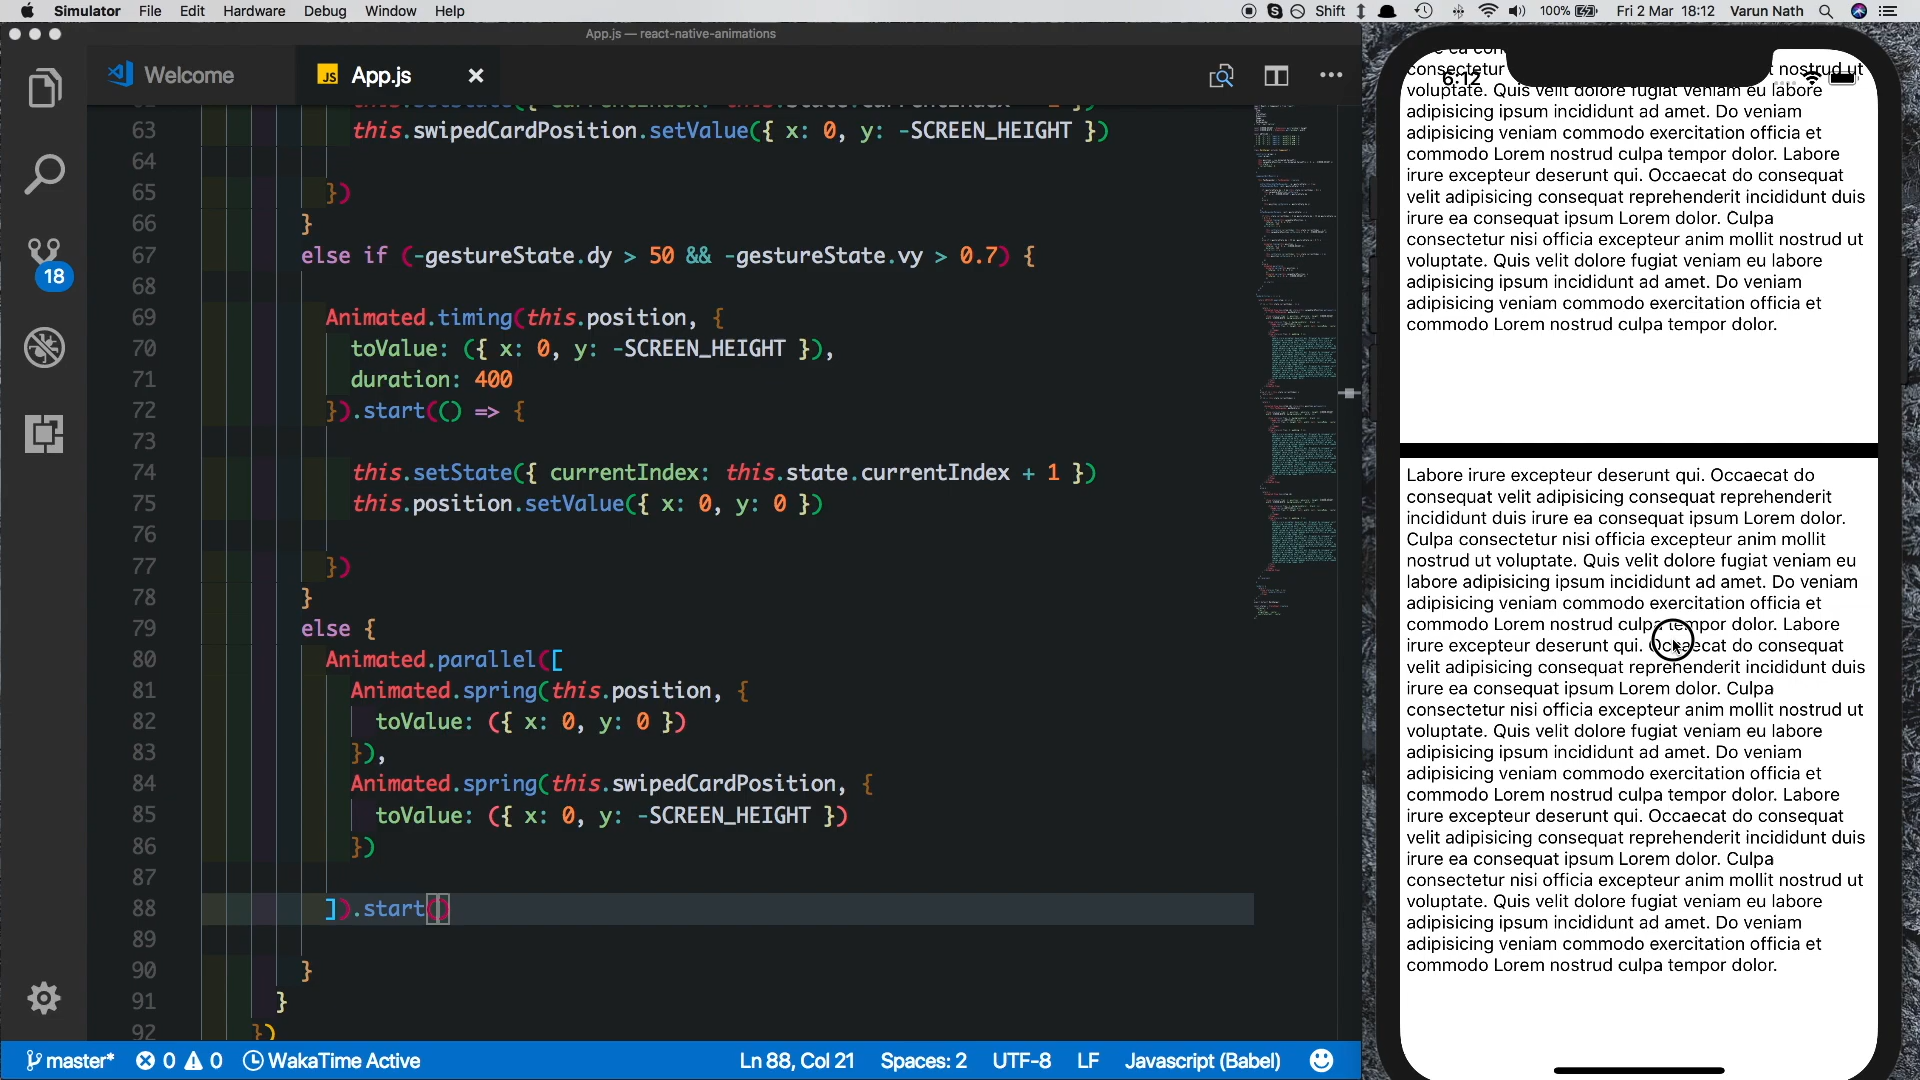 Simulator File Edit Hardware Debug Window Help
Shift 100% Fri 2 Mar 18:12 Varun Nath
App.js — react-native-animations
Welcome
JS App.js
63 this.swipedCardPosition.setValue({ x: 0, y: -SCREEN_HEIGHT })
64
65 })
66 }
67 else if (-gestureState.dy > 50 && -gestureState.vy > 0.7) {
68
69 Animated.timing(this.position, {
70 toValue: ({ x: 0, y: -SCREEN_HEIGHT }),
71 duration: 400
72 }).start(() => {
73
74 this.setState({ currentIndex: this.state.currentIndex + 1 })
75 this.position.setValue({ x: 0, y: 0 })
76
77 })
78 }
79 else {
80 Animated.parallel([
81 Animated.spring(this.position, {
82 toValue: ({ x: 0, y: 0 })
83 }),
84 Animated.spring(this.swipedCardPosition, {
85 toValue: ({ x: 0, y: -SCREEN_HEIGHT })
86 })
87
88 ]).start()
89
90 }
91 }
92 })
18
master* 0 0 WakaTime Active
Ln 88, Col 21 Spaces: 2 UTF-8 LF Javascript (Babel)
6:12
consectetur nostrud ut
voluptate. Quis velit dolore fugiat veniam eu labore
adipisicing ipsum incididunt ad amet. Do veniam
adipisicing veniam commodo exercitation officia et
commodo Lorem nostrud culpa tempor dolor. Labore
irure excepteur deserunt qui. Occaecat do consequat
velit adipisicing consequat reprehenderit incididunt duis
irure ea consequat ipsum Lorem dolor. Culpa
consectetur nisi officia excepteur anim mollit nostrud ut
voluptate. Quis velit dolore fugiat veniam eu labore
adipisicing ipsum incididunt ad amet. Do veniam
adipisicing veniam commodo exercitation officia et
commodo Lorem nostrud culpa tempor dolor.
Labore irure excepteur deserunt qui. Occaecat do
consequat velit adipisicing consequat reprehenderit
incididunt duis irure ea consequat ipsum Lorem dolor.
Culpa consectetur nisi officia excepteur anim mollit
nostrud ut voluptate. Quis velit dolore fugiat veniam eu
labore adipisicing ipsum incididunt ad amet. Do veniam
adipisicing veniam commodo exercitation officia et
commodo Lorem nostrud culpa tempor dolor. Labore
irure excepteur deserunt qui. Occaecat do consequat
velit adipisicing consequat reprehenderit incididunt duis
irure ea consequat ipsum Lorem dolor. Culpa
consectetur nisi officia excepteur anim mollit nostrud ut
voluptate. Quis velit dolore fugiat veniam eu labore
adipisicing ipsum incididunt ad amet. Do veniam
adipisicing veniam commodo exercitation officia et
commodo Lorem nostrud culpa tempor dolor. Labore
irure excepteur deserunt qui. Occaecat do consequat
velit adipisicing consequat reprehenderit incididunt duis
irure ea consequat ipsum Lorem dolor. Culpa
consectetur nisi officia excepteur anim mollit nostrud ut
voluptate. Quis velit dolore fugiat veniam eu labore
adipisicing ipsum incididunt ad amet. Do veniam
adipisicing veniam commodo exercitation officia et
commodo Lorem nostrud culpa tempor dolor.